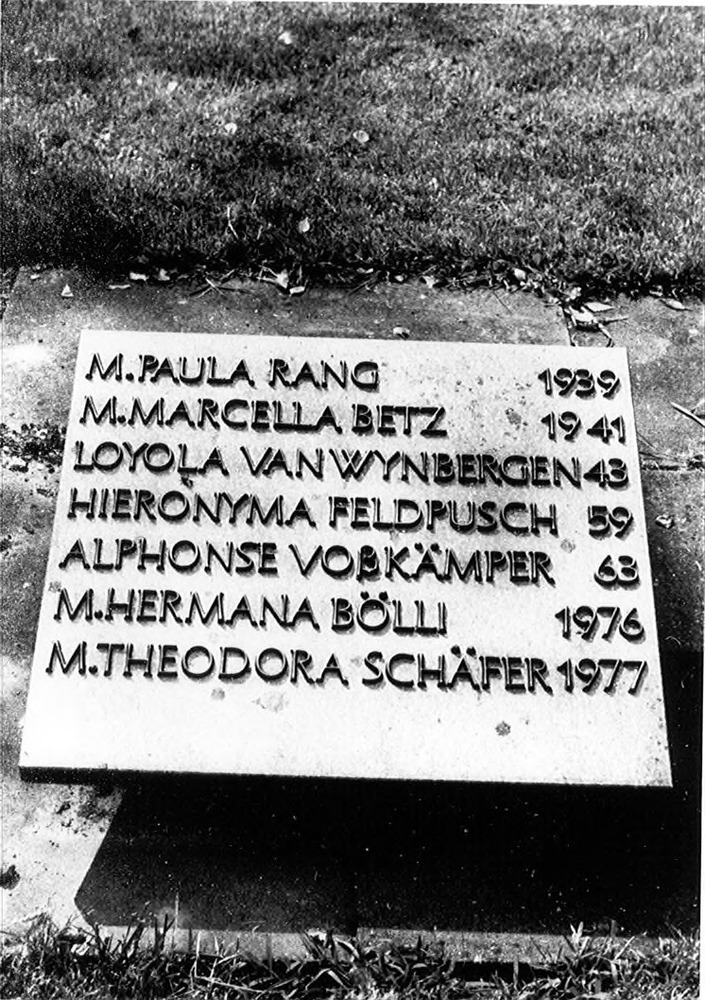 M. PAULA RANG 1939
M. MARCELLA BETZ 1941
LOYOLA VAN WYNBERGEN 43
HIERONYMA FELDPUSCH 59
ALPHONSE VOßKÄMPER 63
M. HERMANA BÖLLI 1976
M. THEODORA SCHÄFER 1977